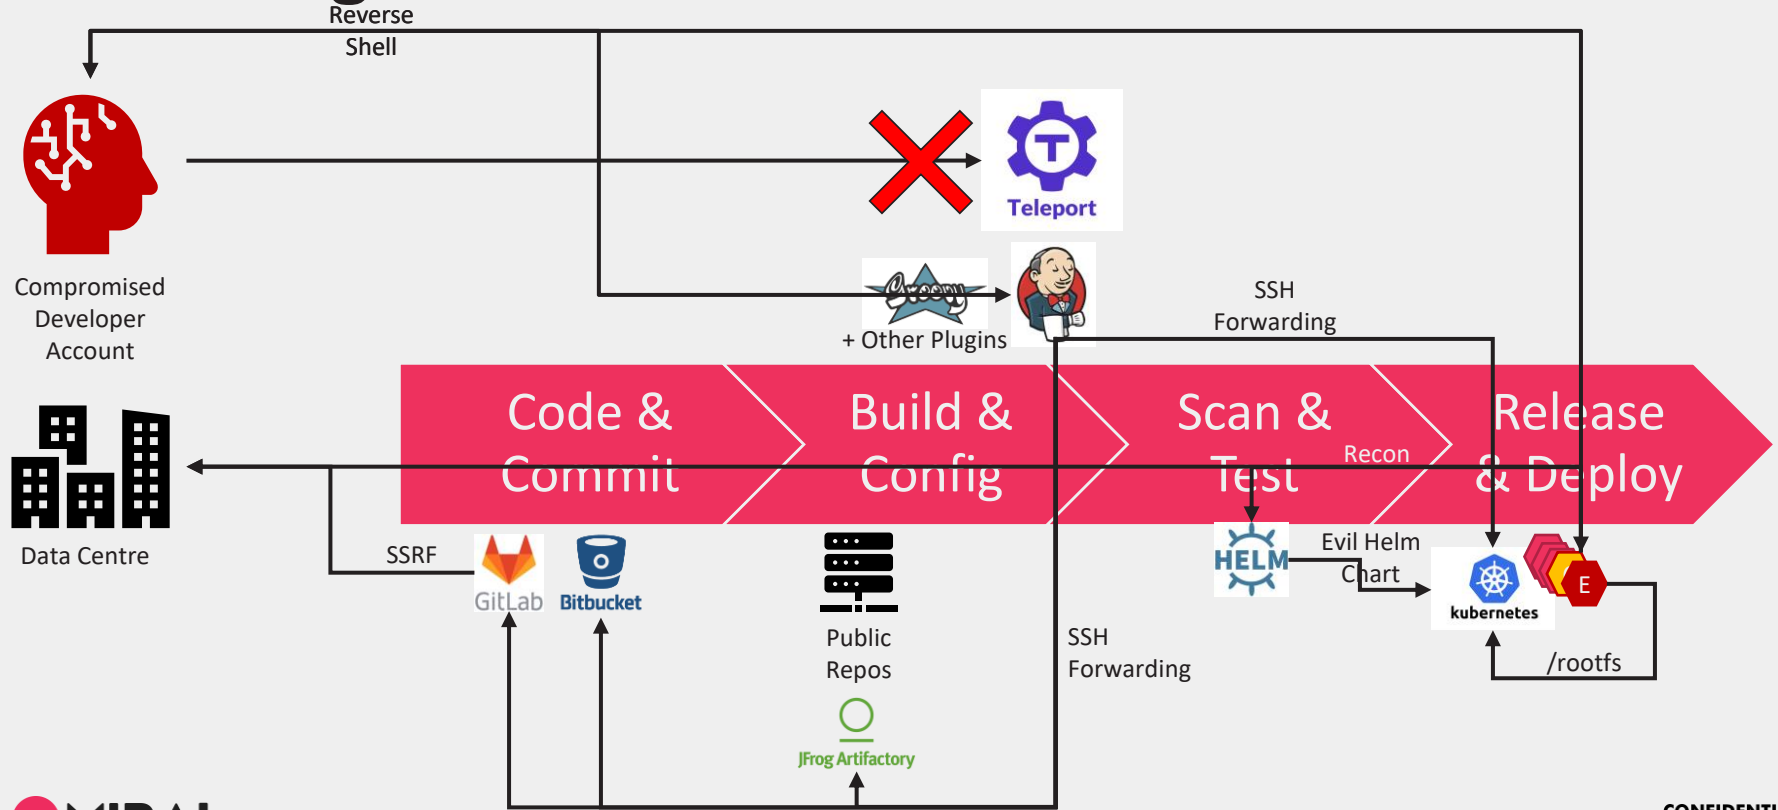 Reverse
Shell
Teleport
Compromised
Developer
Account
Groovy
+ Other Plugins
SSH
Forwarding
Code &
Commit
Build &
Config
Scan &
Test
Recon
Release
& Deploy
Data Centre
SSRF
GitLab
Bitbucket
Public
Repos
JFrog Artifactory
SSH
Forwarding
HELM
Evil Helm
Chart
kubernetes
E
/rootfs